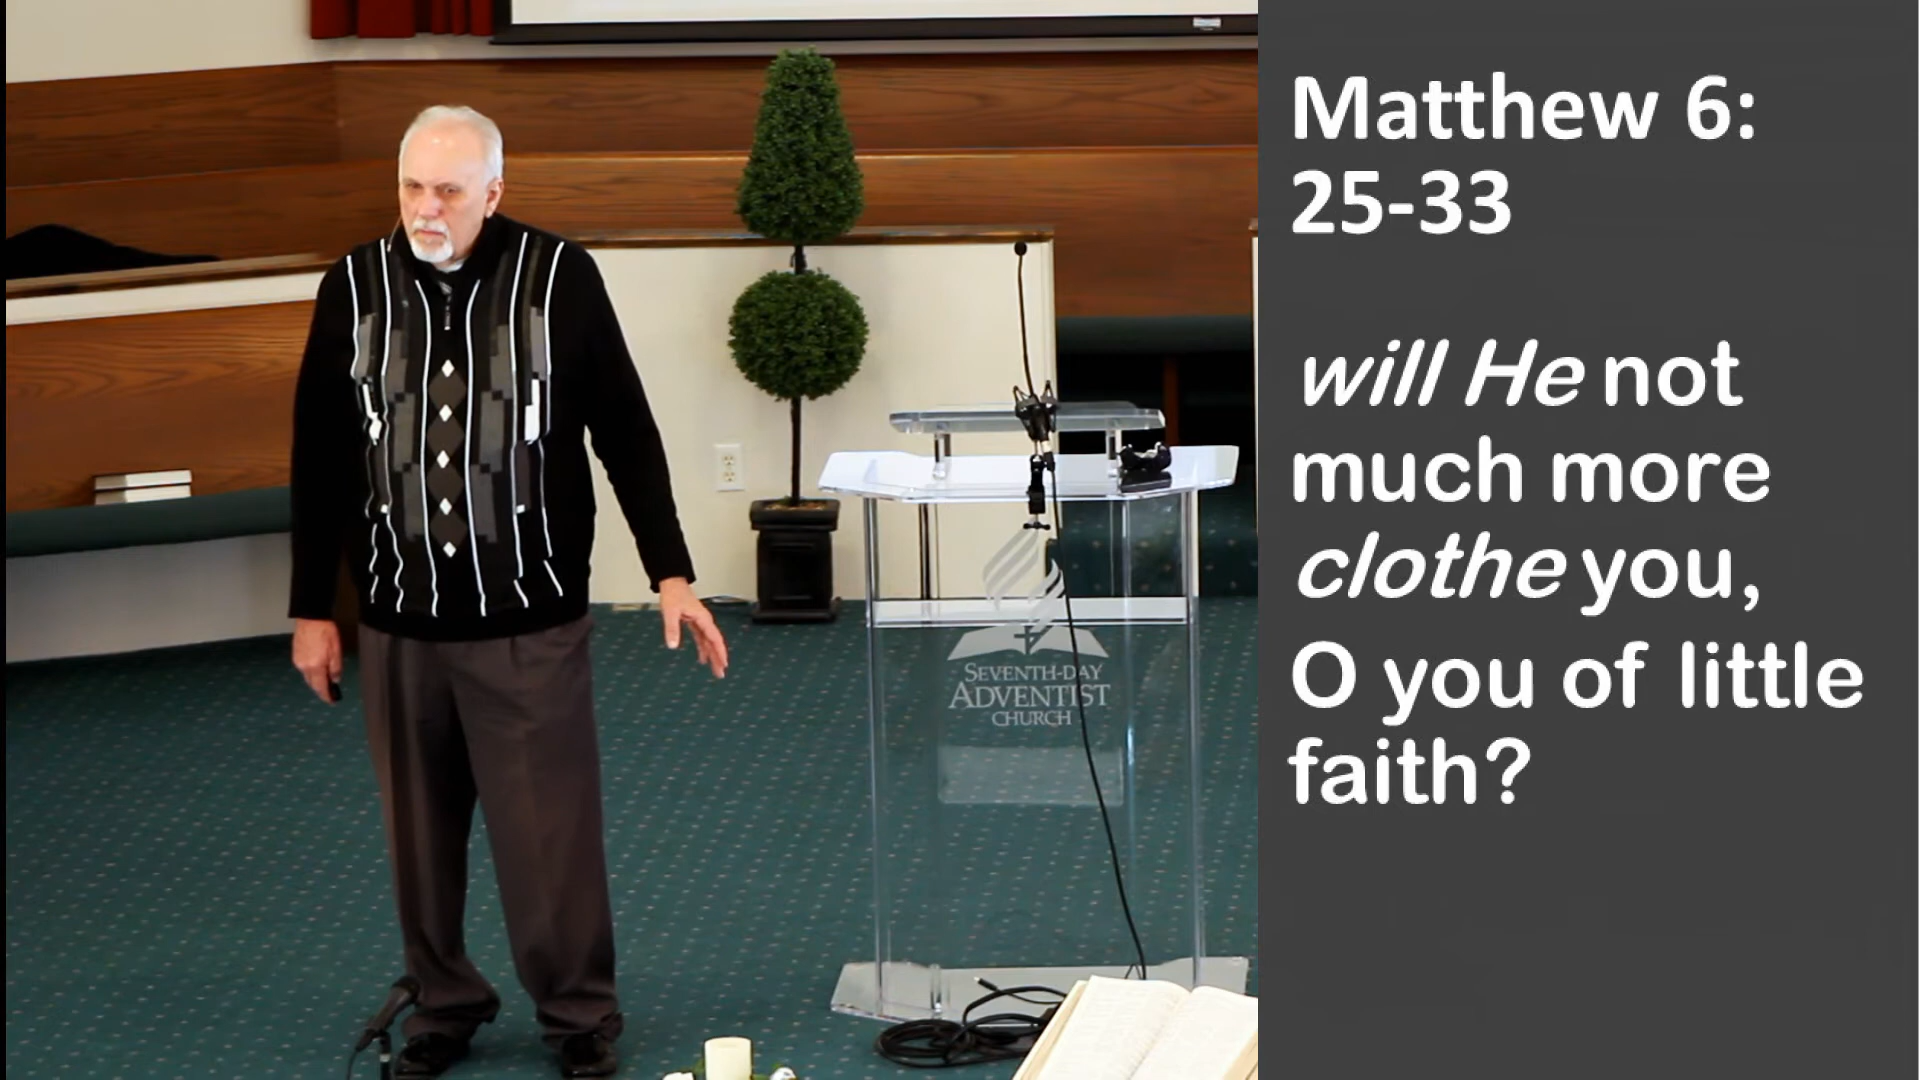 Matthew 6:
25-33
will He not
much more
clothe you,
O you of little
faith?
SEVENTH-DAY
ADVENTIST
CHURCH